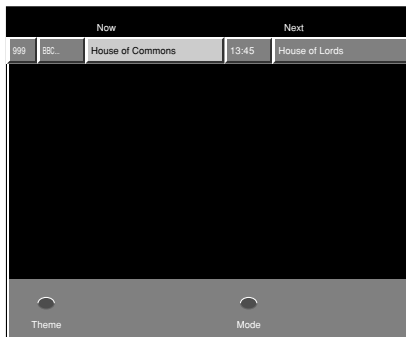 Now Next
999 BBC... House of Commons 13:45 House of Lords
Theme Mode